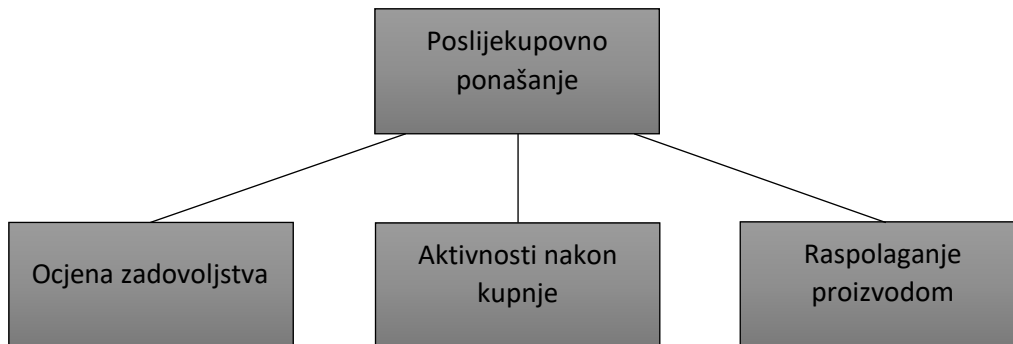 Poslijekupovno
ponašanje
Ocjena zadovoljstva
Aktivnosti nakon
kupnje
Raspolaganje
proizvodom